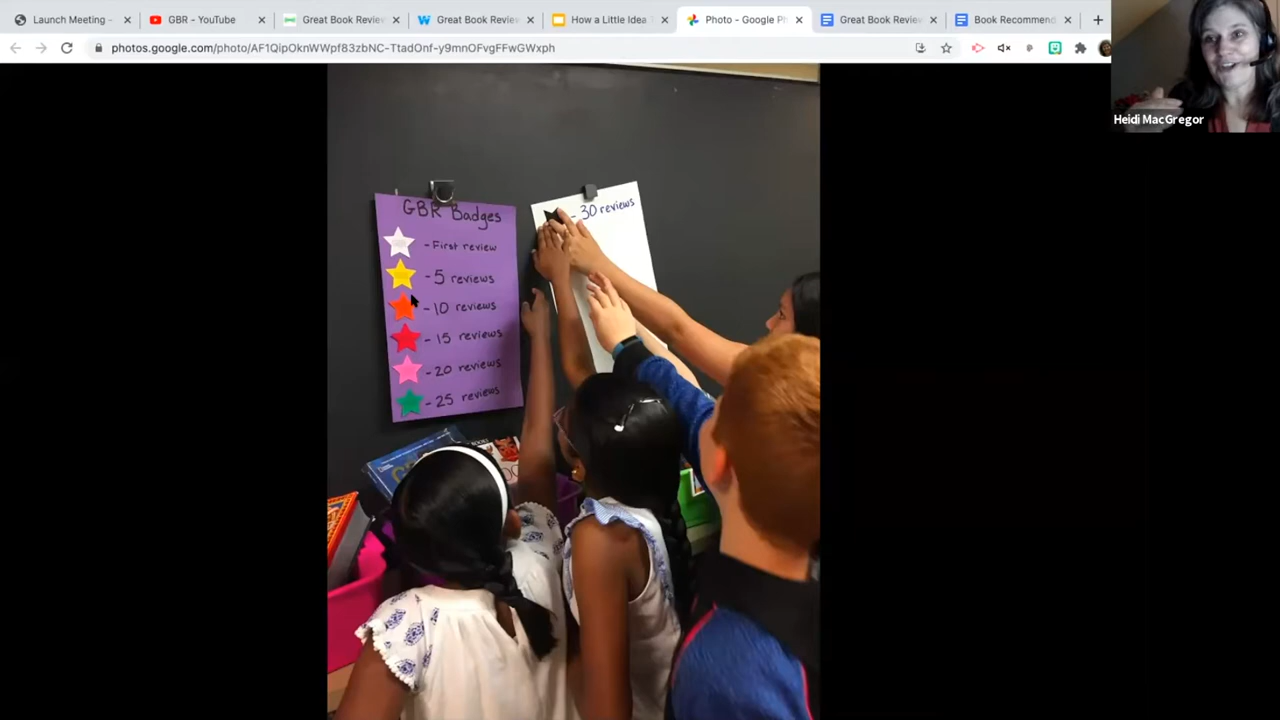 Launch Meeting -
GBR - YouTube
Great Book Review
Great Book Review
How a Little Idea
Photo - Google Ph
Great Book Revie
Book Recommend
photos.google.com/photo/AF1QipOknWWpf83zbNC-TtadOnf-y9mnOFvgFFwGWxph
Heidi MacGregor
GBR Badges
- First review
- 5 reviews
- 10 reviews
- 15 reviews
- 20 reviews
- 25 reviews
- 30 reviews